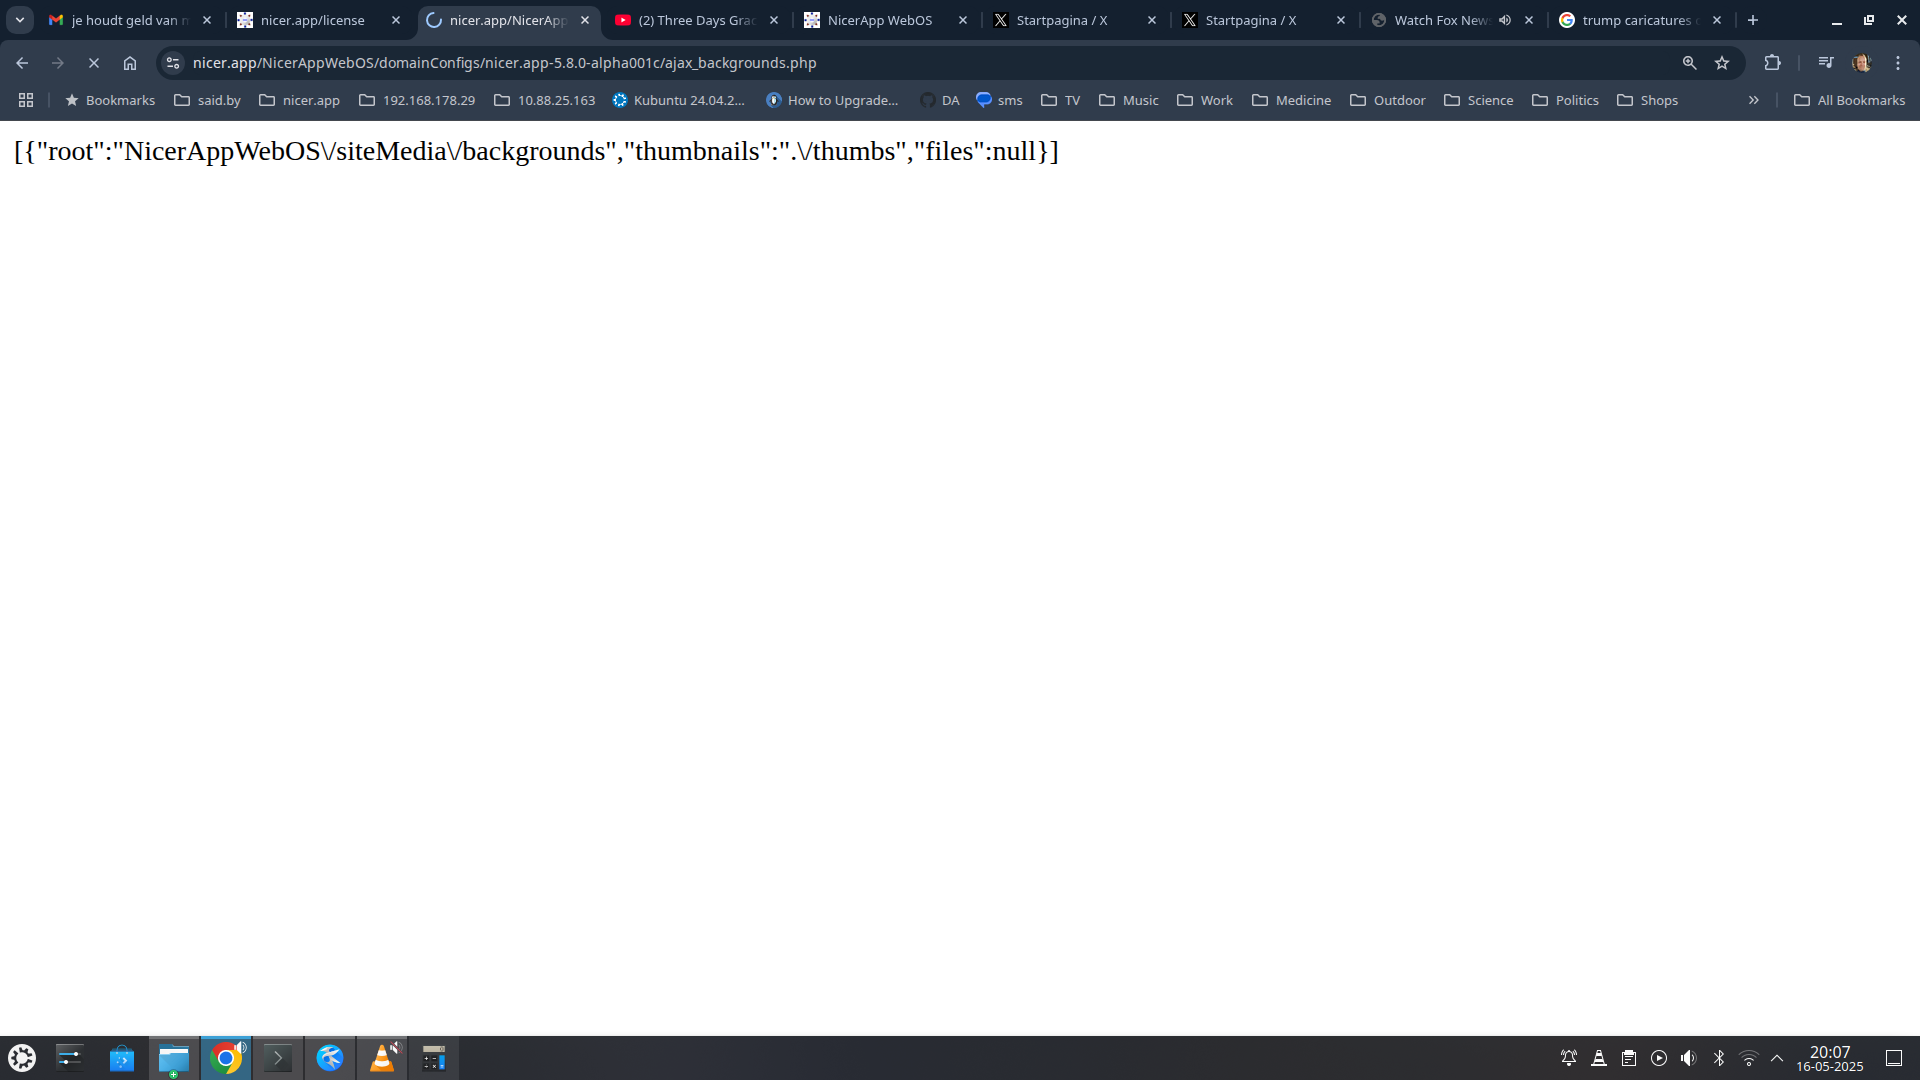 je houdt geld van
nicer.app/license
nicer.app/NicerApp
(2) Three Days Grac
NicerApp WebOS
Startpagina / X
Startpagina / X
Watch Fox News
trump caricatures
nicer.app/NicerAppWebOS/domainConfigs/nicer.app-5.8.0-alpha001c/ajax_backgrounds.php
Bookmarks
said.by
nicer.app
192.168.178.29
10.88.25.163
Kubuntu 24.04.2...
How to Upgrade...
DA
sms
TV
Music
Work
Medicine
Outdoor
Science
Politics
Shops
All Bookmarks
[{"root":"NicerAppWebOS\/siteMedia\/backgrounds","thumbnails":".\/thumbs","files":null}]
20:07
16-05-2025